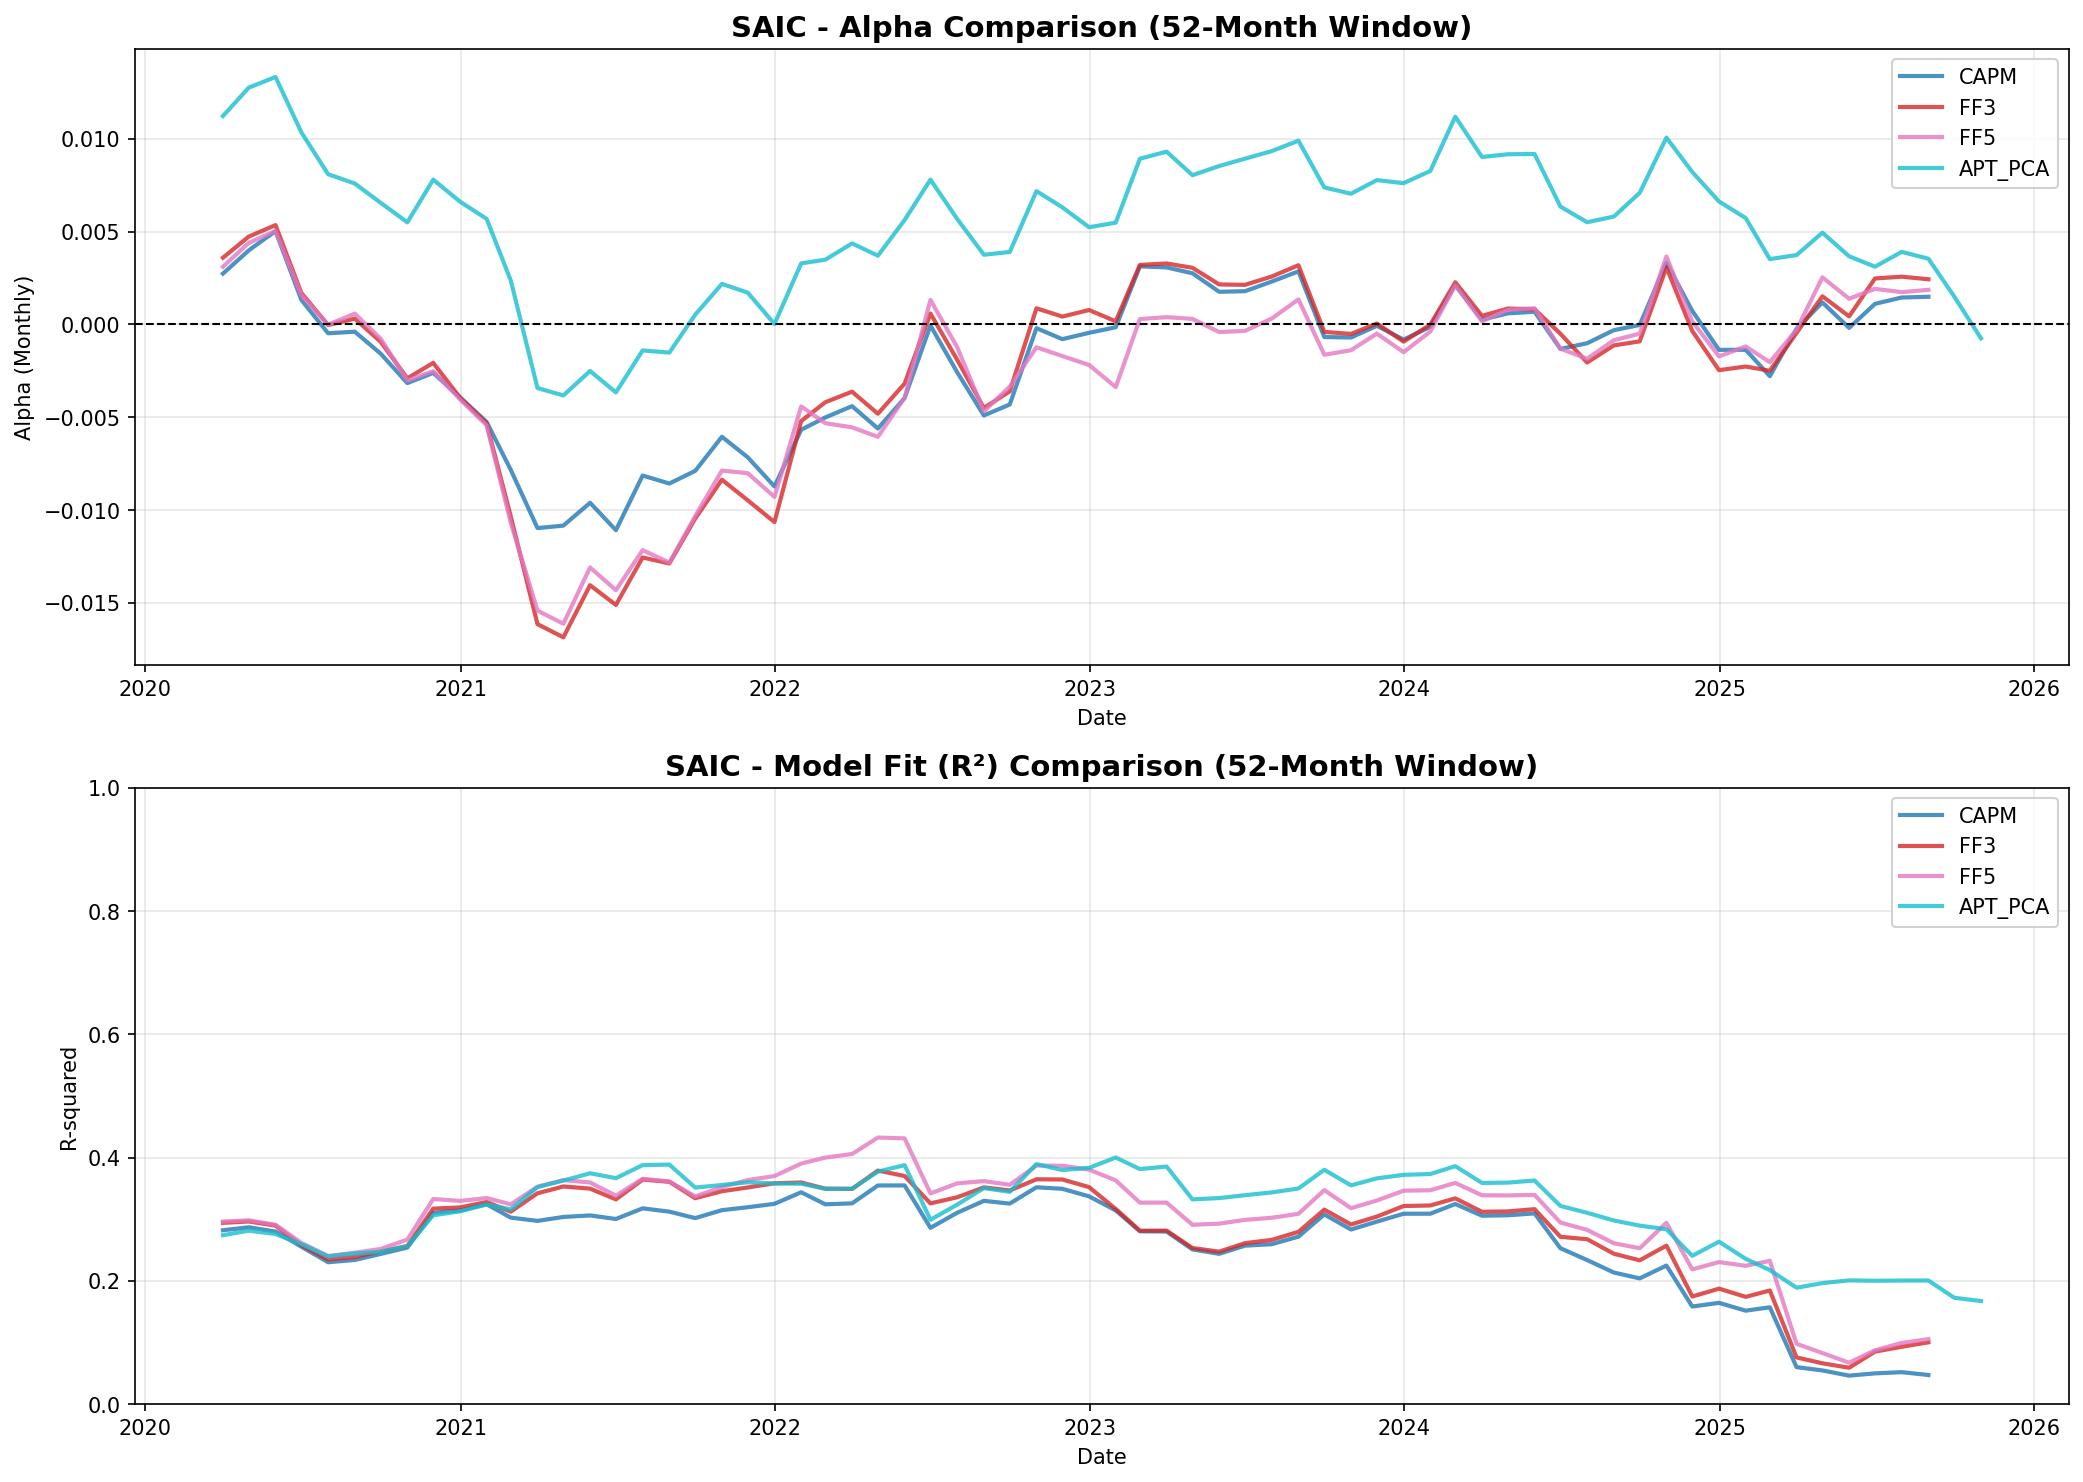 SAIC - Alpha Comparison (52-Month Window)
CAPM
FF3
FF5
APT_PCA
0.010
0.005
0.000
−0.005
−0.010
−0.015
Alpha (Monthly)
2020 2021 2022 2023 2024 2025 2026
Date
SAIC - Model Fit (R²) Comparison (52-Month Window)
CAPM
FF3
FF5
APT_PCA
1.0
0.8
0.6
0.4
0.2
0.0
R-squared
2020 2021 2022 2023 2024 2025 2026
Date